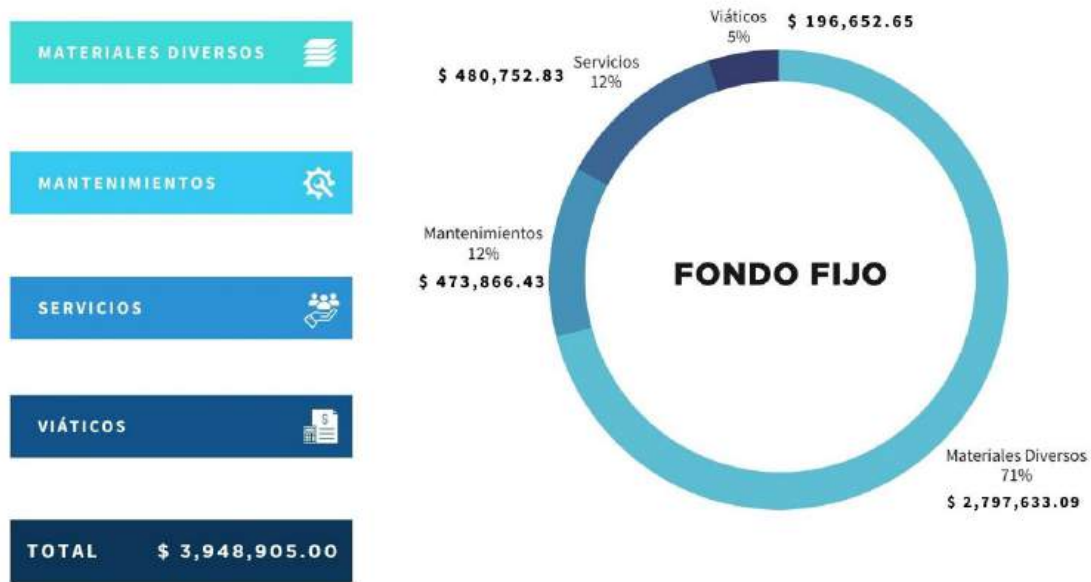 MATERIALES DIVERSOS
MANTENIMIENTOS
SERVICIOS
VIÁTICOS
$
TOTAL $ 3,948,905.00
Viáticos
5%
$ 196,652.65
Servicios
12%
$ 480,752.83
Mantenimientos
12%
$ 473,866.43
FONDO FIJO
Materiales Diversos
71%
$ 2,797,633.09